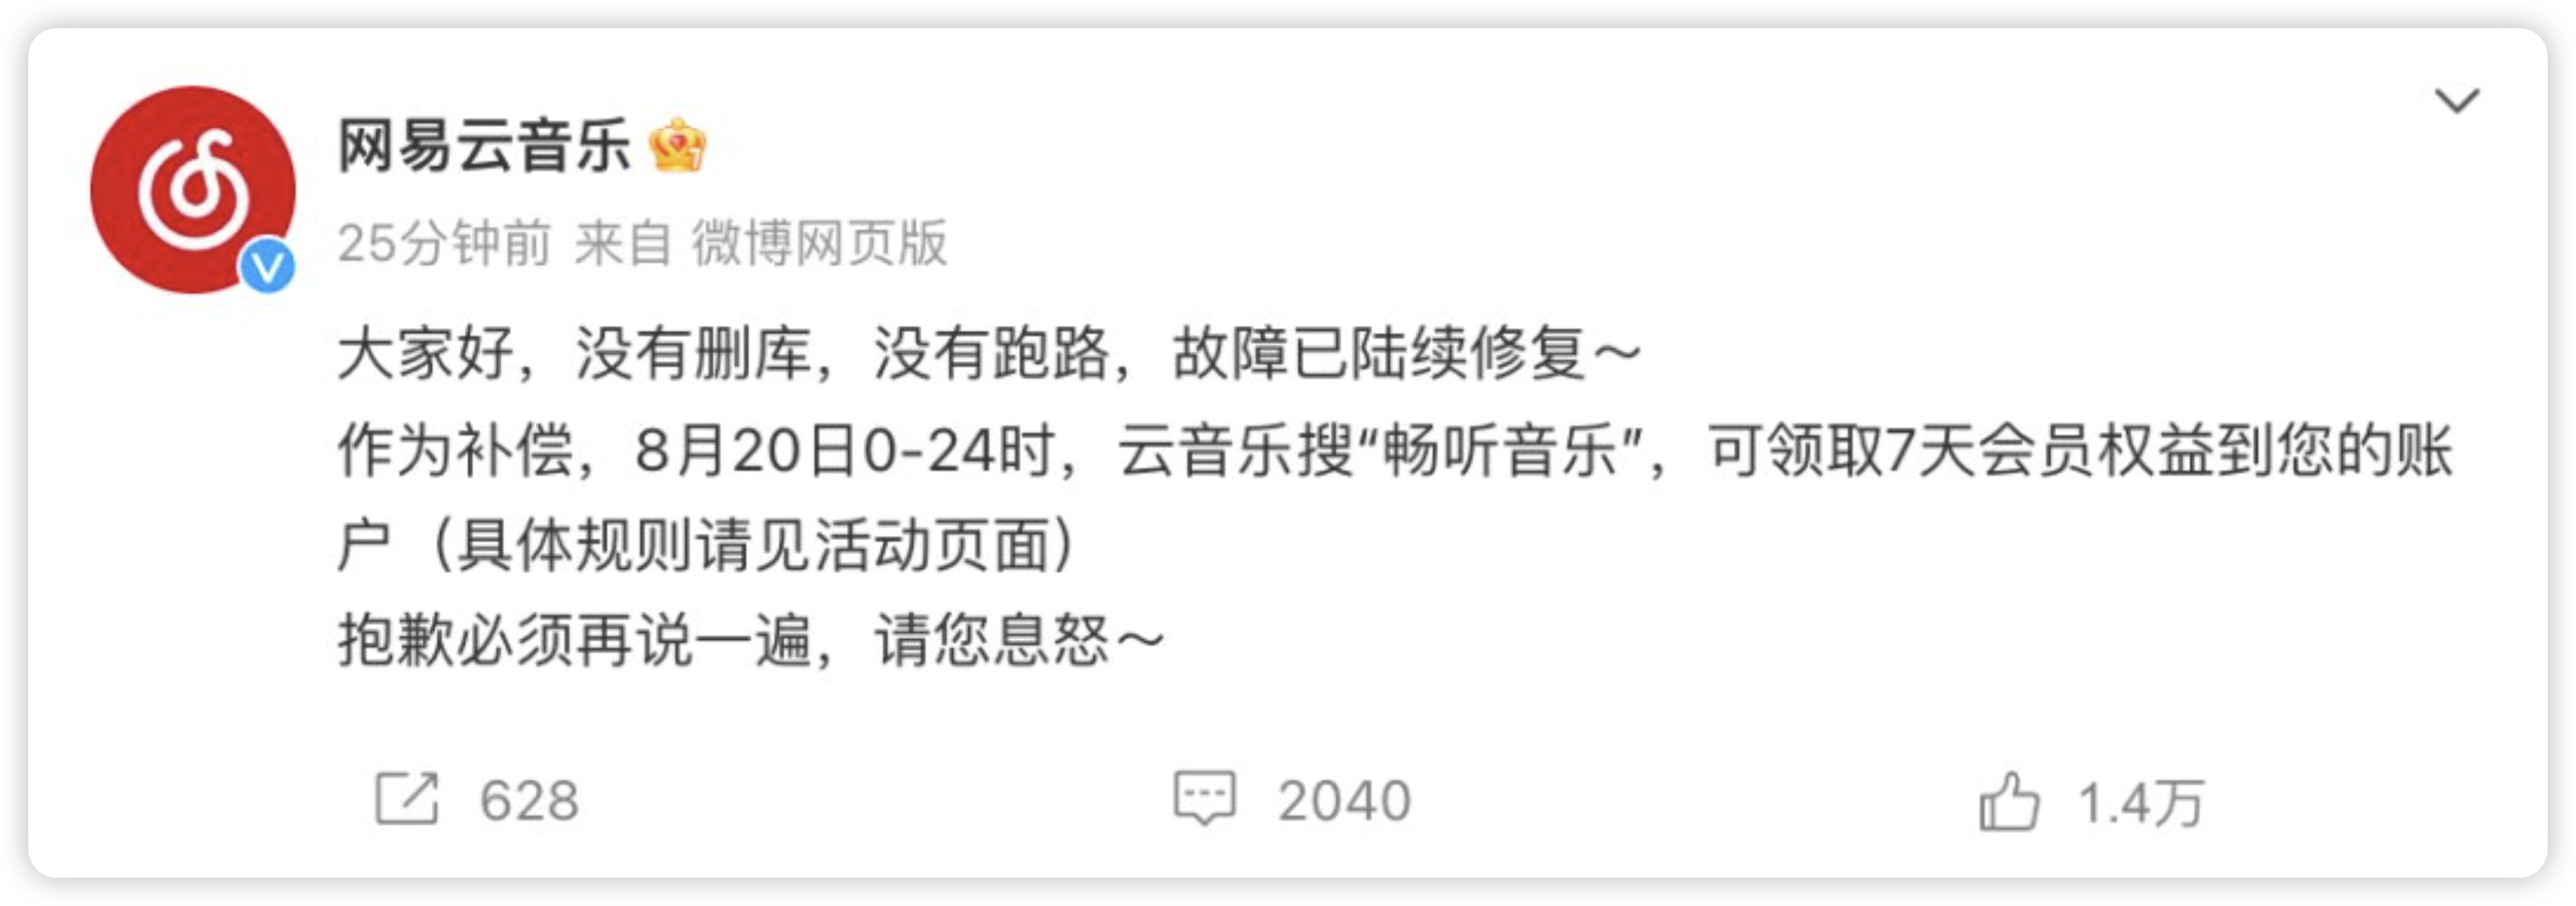 网易云音乐
25分钟前 来自 微博网页版
大家好，没有删库，没有跑路，故障已陆续修复～
作为补偿，8月20日0-24时，云音乐搜“畅听音乐”，可领取7天会员权益到您的账
户（具体规则请见活动页面）
抱歉必须再说一遍，请您息怒～
628 2040 1.4万